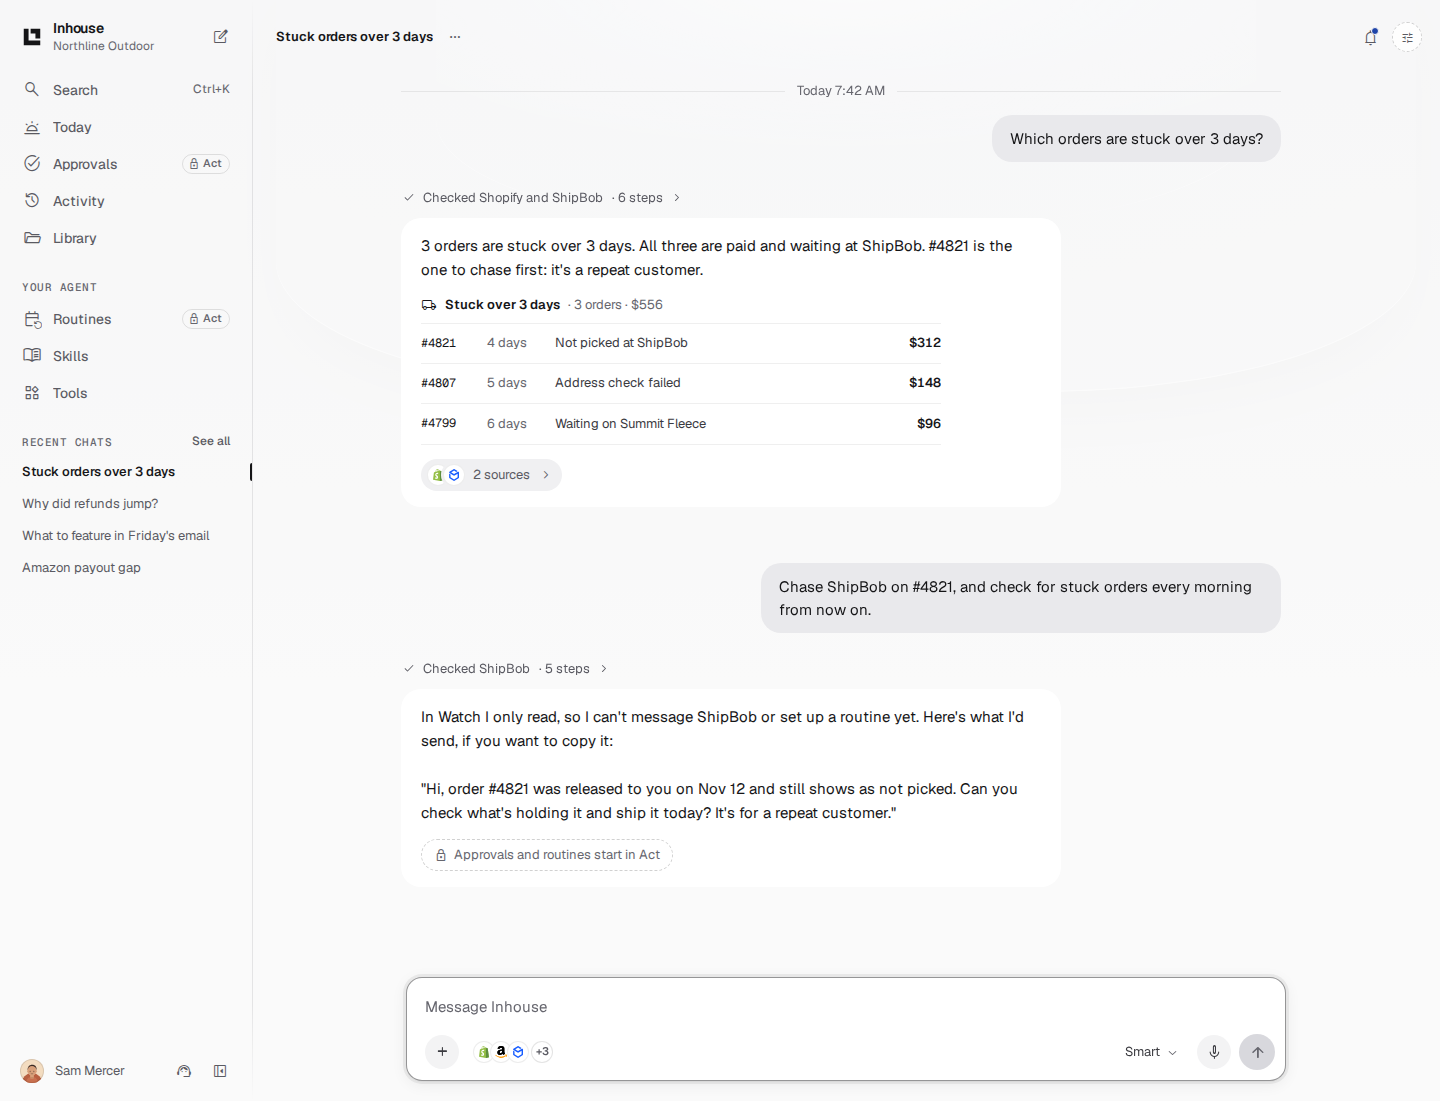 Inhouse
Northline Outdoor
Search Ctrl+K
Today
Approvals Act
Activity
Library
YOUR AGENT
Routines Act
Skills
Tools
RECENT CHATS See all
Stuck orders over 3 days
Why did refunds jump?
What to feature in Friday's email
Amazon payout gap
Sam Mercer
Stuck orders over 3 days ...
Today 7:42 AM
Which orders are stuck over 3 days?
Checked Shopify and ShipBob · 6 steps
3 orders are stuck over 3 days. All three are paid and waiting at ShipBob. #4821 is the
one to chase first: it's a repeat customer.
Stuck over 3 days · 3 orders · $556
#4821 4 days Not picked at ShipBob $312
#4807 5 days Address check failed $148
#4799 6 days Waiting on Summit Fleece $96
2 sources
Chase ShipBob on #4821, and check for stuck orders every morning
from now on.
Checked ShipBob · 5 steps
In Watch I only read, so I can't message ShipBob or set up a routine yet. Here's what I'd
send, if you want to copy it:
"Hi, order #4821 was released to you on Nov 12 and still shows as not picked. Can you
check what's holding it and ship it today? It's for a repeat customer."
Approvals and routines start in Act
Message Inhouse
+ a +3 Smart